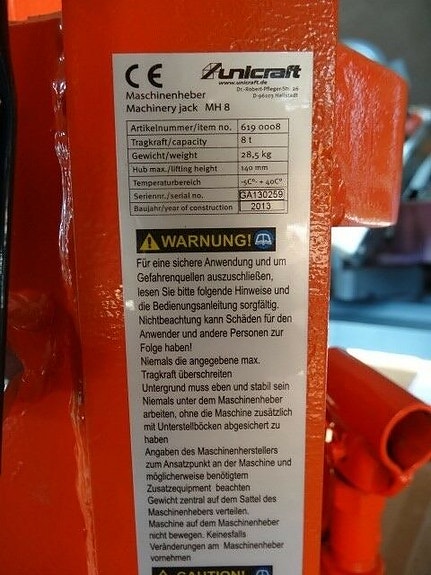 CE unicraft
www.unicraft.de
Maschinenheber Dr.-Robert-Pfleger-Str. 26
Machinery jack MH 8 D-96103 Hallstadt
Artikelnummer/item no. 619 0008
Tragkraft/capacity 8 t
Gewicht/weight 28,5 kg
Hub max./lifting height 140 mm
Temperaturbereich -5C°- + 40C°
Seriennr./serial no. GA130259
Baujahr/year of construction 2013
WARNUNG!
Für eine sichere Anwendung und um
Gefahrenquellen auszuschließen,
lesen Sie bitte folgende Hinweise und
die Bedienungsanleitung sorgfältig.
Nichtbeachtung kann Schäden für den
Anwender und andere Personen zur
Folge haben!
Niemals die angegebene max.
Tragkraft überschreiten
Untergrund muss eben und stabil sein
Niemals unter dem Maschinenheber
arbeiten, ohne die Maschine zusätzlich
mit Unterstellböcken abgesichert zu
haben
Angaben des Maschinenherstellers
zum Ansatzpunkt an der Maschine und
möglicherweise benötigtem
Zusatzequipment beachten
Gewicht zentral auf dem Sattel des
Maschinenhebers verteilen.
Maschine auf dem Maschinenheber
nicht bewegen. Keinesfalls
Veränderungen am Maschinenheber
vornehmen
CAUTION!